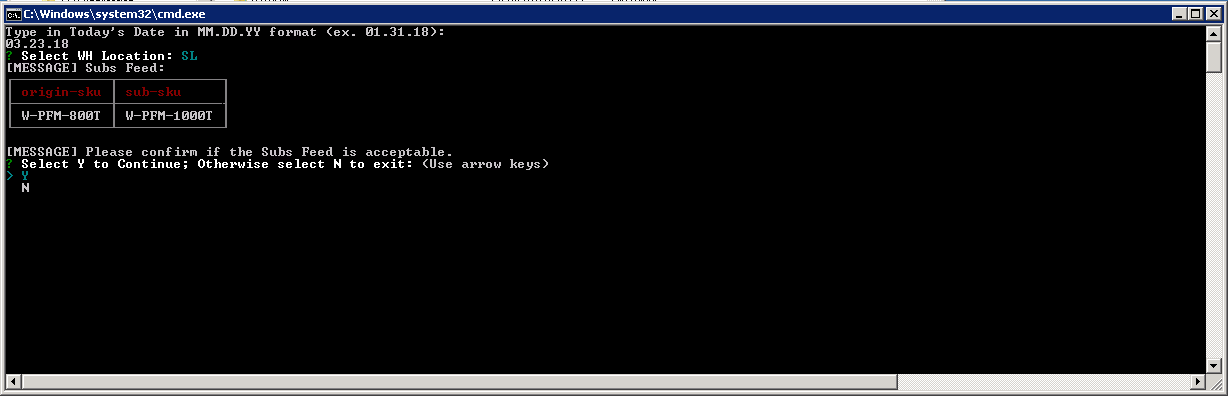 C:\Windows\system32\cmd.exe
Type in Today's Date in MM.DD.YY format (ex. 01.31.18):
03.23.18
? Select WH Location: SL
[MESSAGE] Subs Feed:
origin-sku sub-sku
W-PFM-800T W-PFM-1000T
[MESSAGE] Please confirm if the Subs Feed is acceptable.
? Select Y to Continue; Otherwise select N to exit: (Use arrow keys)
> Y
N